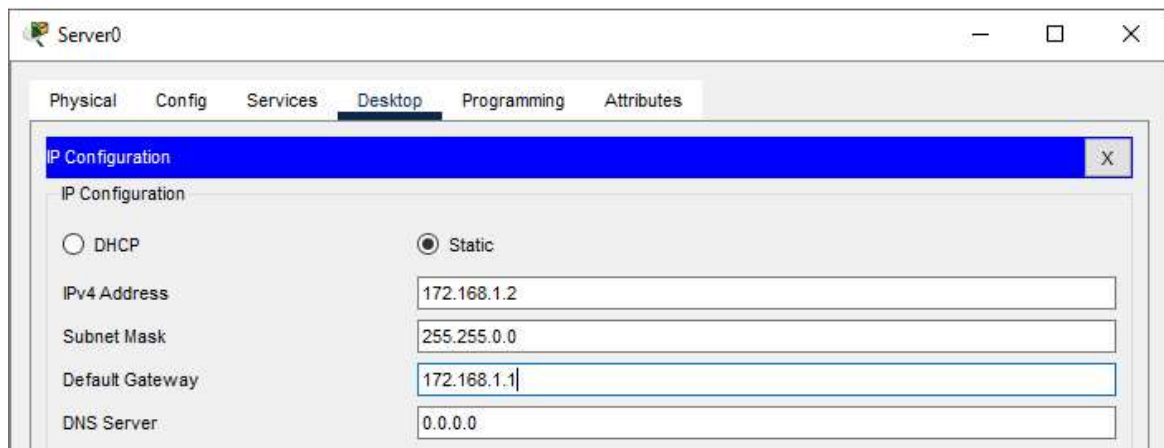 Server0
Physical Config Services Desktop Programming Attributes
IP Configuration X
IP Configuration
DHCP Static
IPv4 Address 172.168.1.2
Subnet Mask 255.255.0.0
Default Gateway 172.168.1.1
DNS Server 0.0.0.0